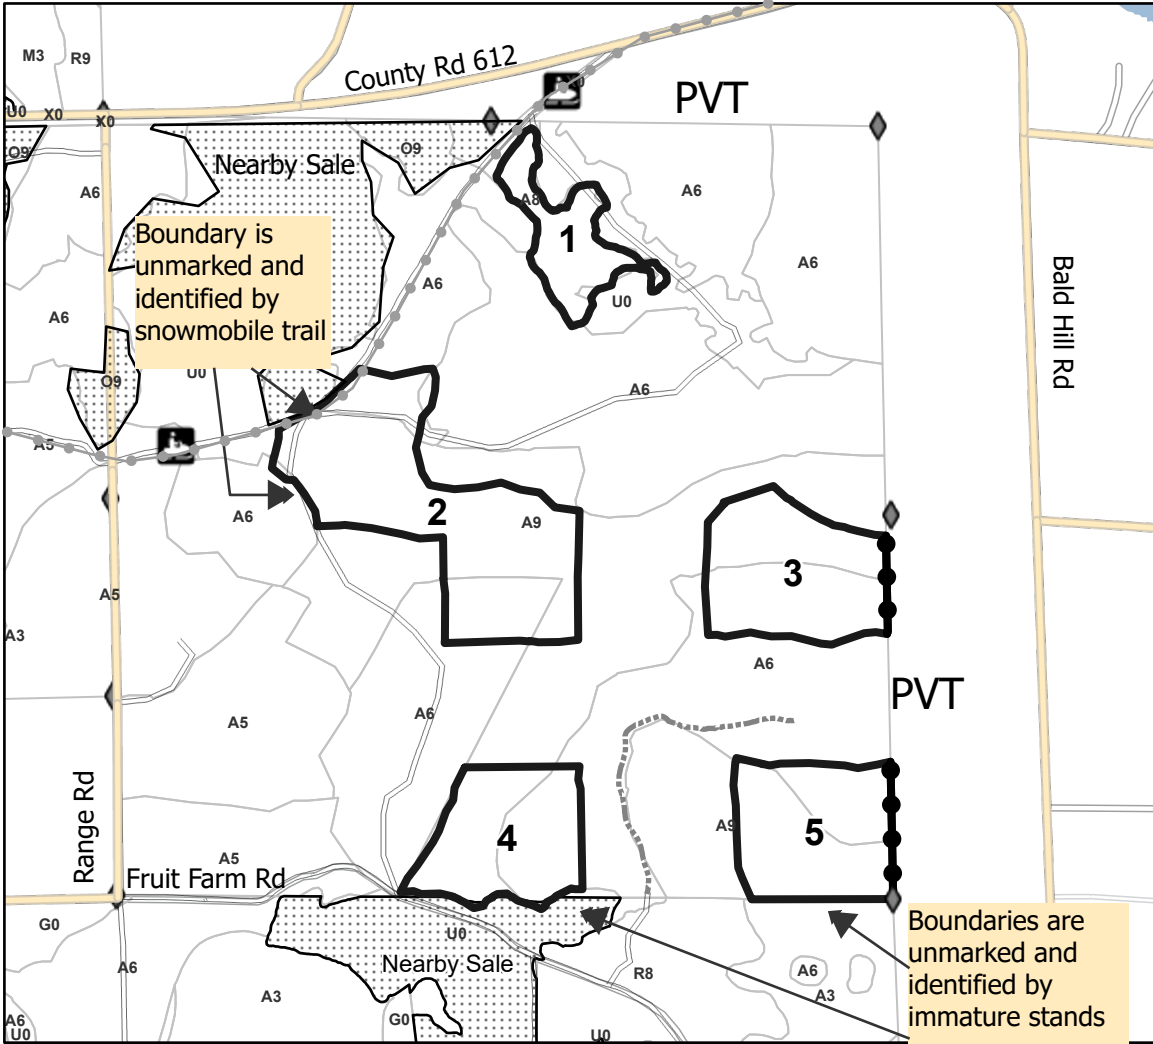 M3
R9
County Rd 612
X0
PVT
U0
X0
X0
O9
Nearby Sale
O9
A6
A8
A6
Boundary is
unmarked and
identified by
snowmobile trail
1
A6
A6
A6
U0
Bald Hill Rd
U0
O9
A6
A5
2
A9
A6
3
A5
A3
A6
PVT
A6
A5
Range Rd
4
A9
5
A5
Fruit Farm Rd
G0
U0
Boundaries are
unmarked and
identified by
immature stands
Nearby Sale
A6
R8
A6
A3
A3
A6
U0
G0
U0